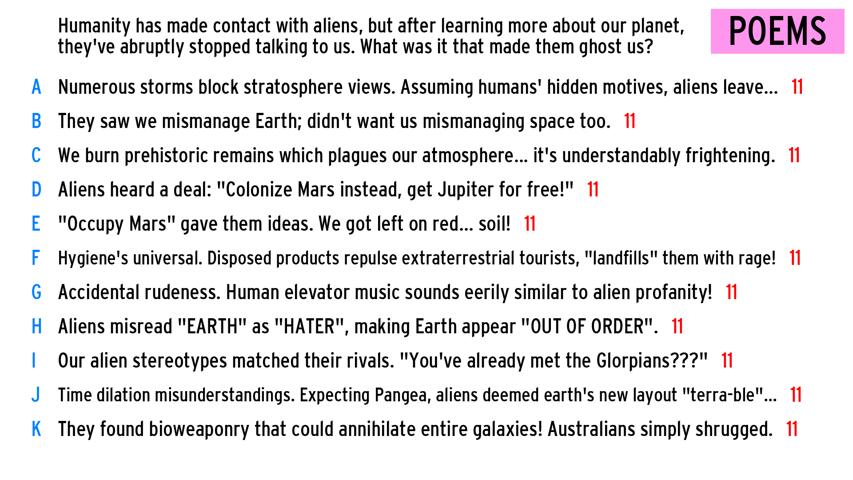 Humanity has made contact with aliens, but after learning more about our planet,
they've abruptly stopped talking to us. What was it that made them ghost us?
POEMS
A Numerous storms block stratosphere views. Assuming humans' hidden motives, aliens leave... 11
B They saw we mismanage Earth; didn't want us mismanaging space too. 11
C We burn prehistoric remains which plagues our atmosphere... it's understandably frightening. 11
D Aliens heard a deal: "Colonize Mars instead, get Jupiter for free!" 11
E "Occupy Mars" gave them ideas. We got left on red... soil! 11
F Hygiene's universal. Disposed products repulse extraterrestrial tourists, "landfills" them with rage! 11
G Accidental rudeness. Human elevator music sounds eerily similar to alien profanity! 11
H Aliens misread "EARTH" as "HATER", making Earth appear "OUT OF ORDER". 11
I Our alien stereotypes matched their rivals. "You've already met the Glorpians???" 11
J Time dilation misunderstandings. Expecting Pangea, aliens deemed earth's new layout "terra-ble"... 11
K They found bioweaponry that could annihilate entire galaxies! Australians simply shrugged. 11